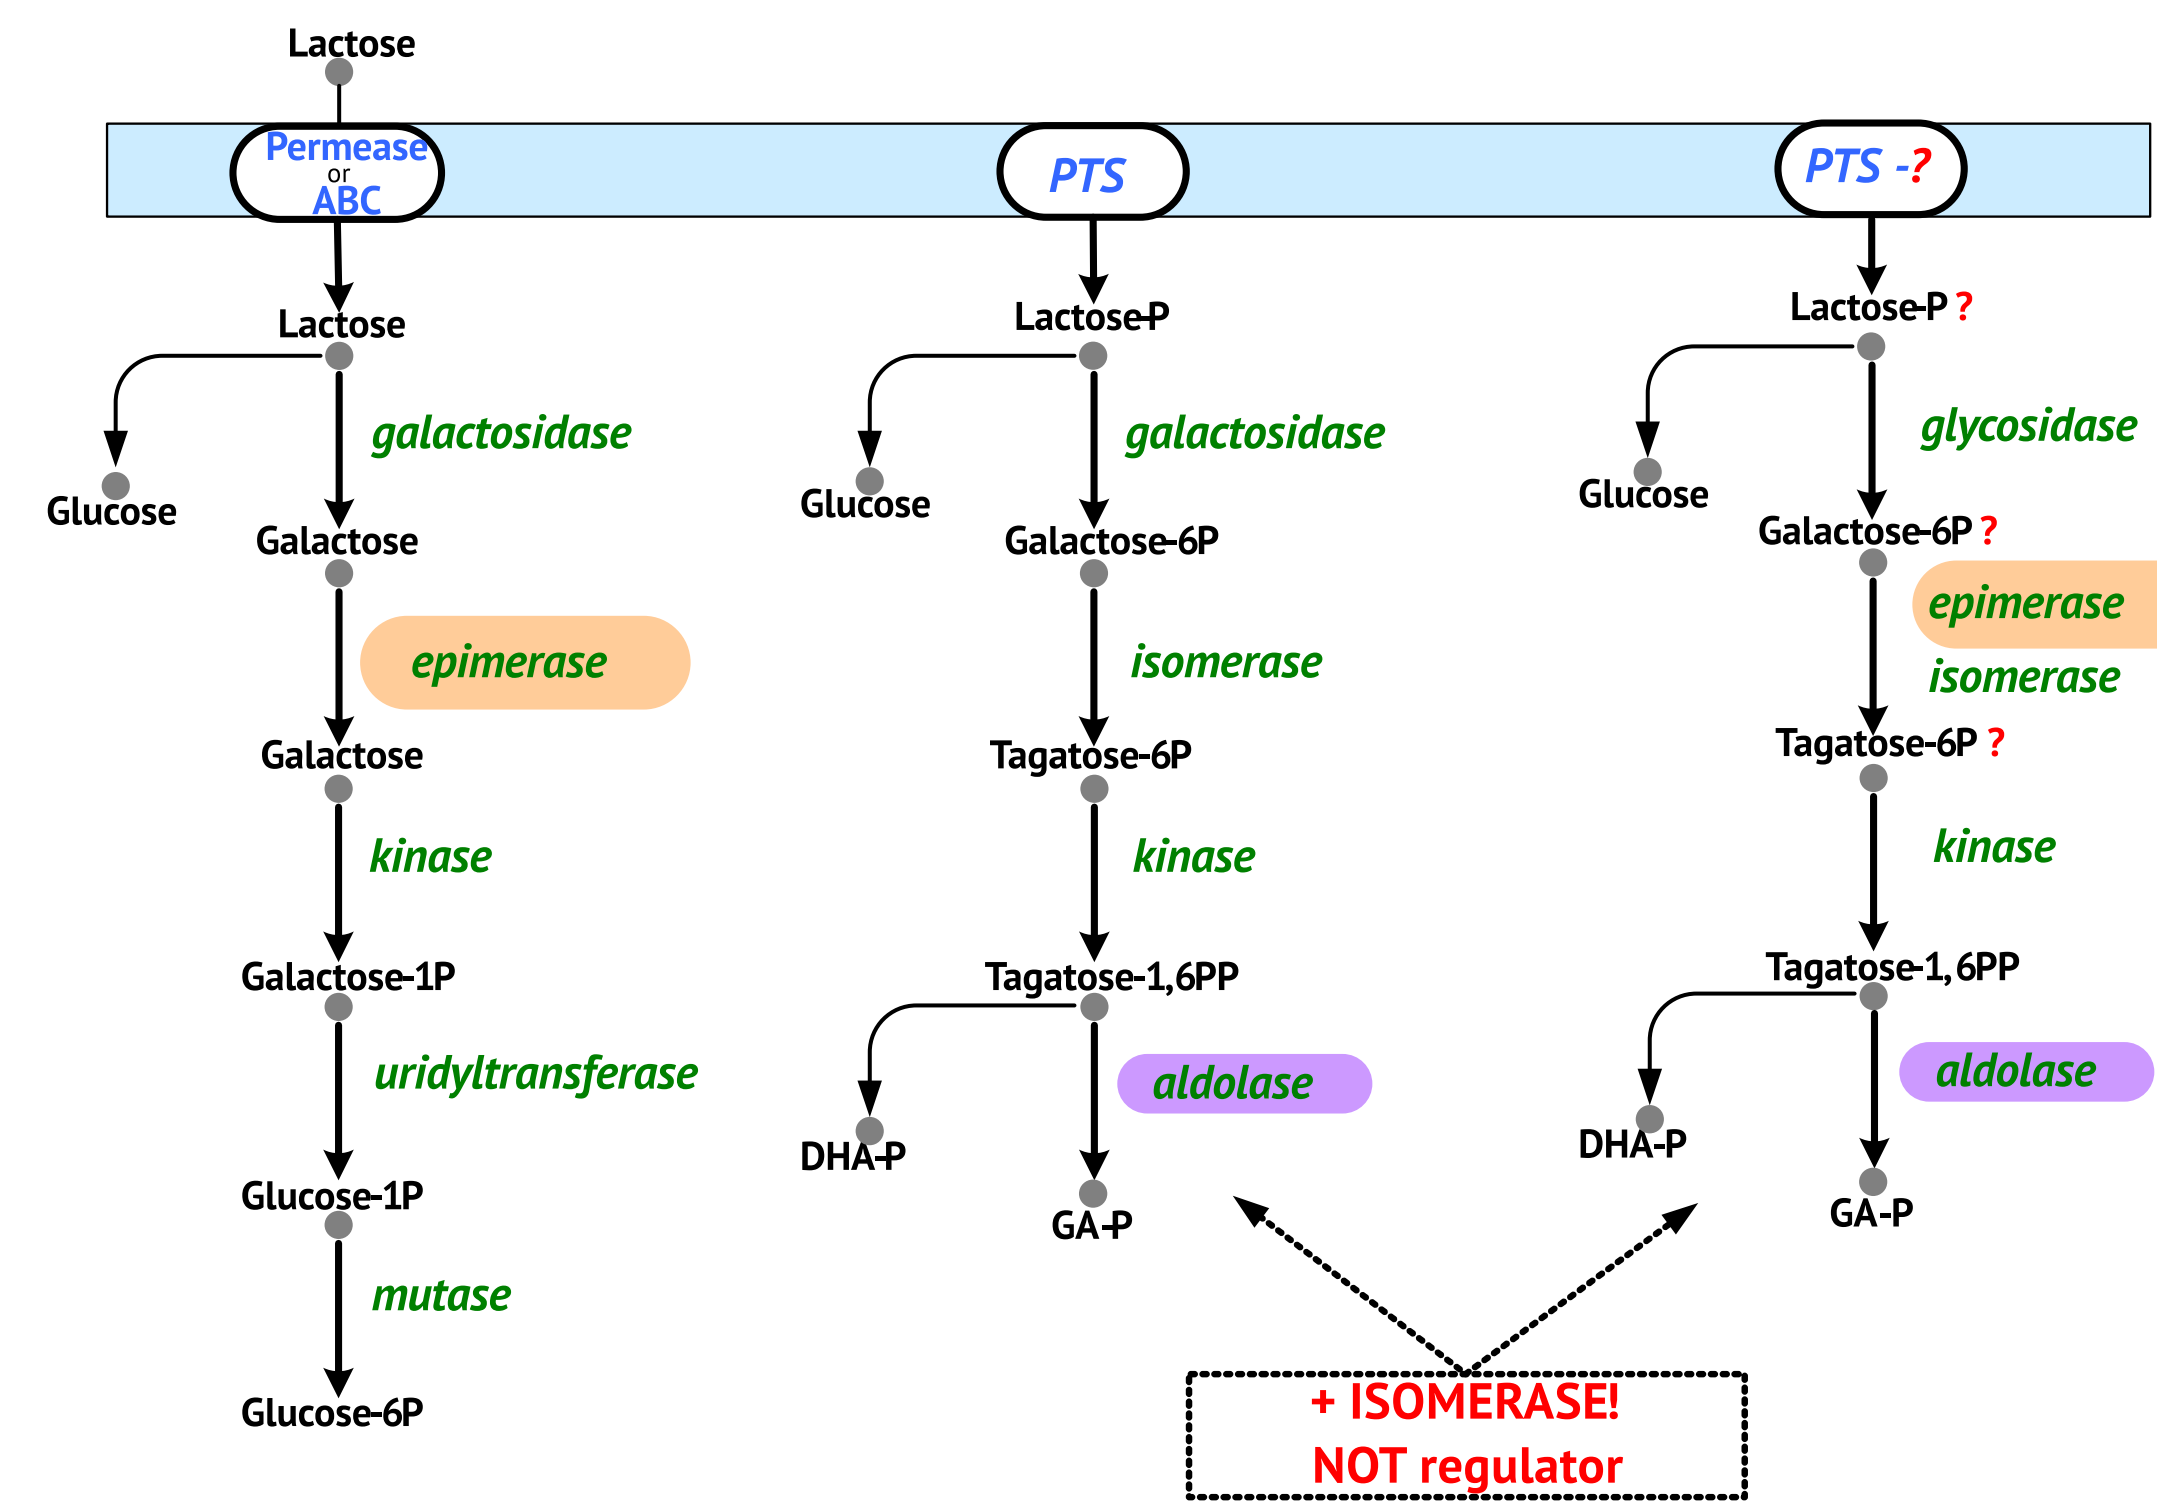 Lactose
Permease
or
ABC
Lactose
galactosidase
Glucose
Galactose
epimerase
Galactose
kinase
Galactose-1P
uridyltransferase
Glucose-1P
mutase
Glucose-6P
PTS
Lactose-P
galactosidase
Glucose
Galactose-6P
isomerase
Tagatose-6P
kinase
Tagatose-1,6PP
aldolase
DHA-P
GA-P
PTS -?
Lactose-P ?
glycosidase
Glucose
Galactose-6P ?
epimerase
isomerase
Tagatose-6P ?
kinase
Tagatose-1,6PP
aldolase
DHA-P
GA-P
+ ISOMERASE!
NOT regulator